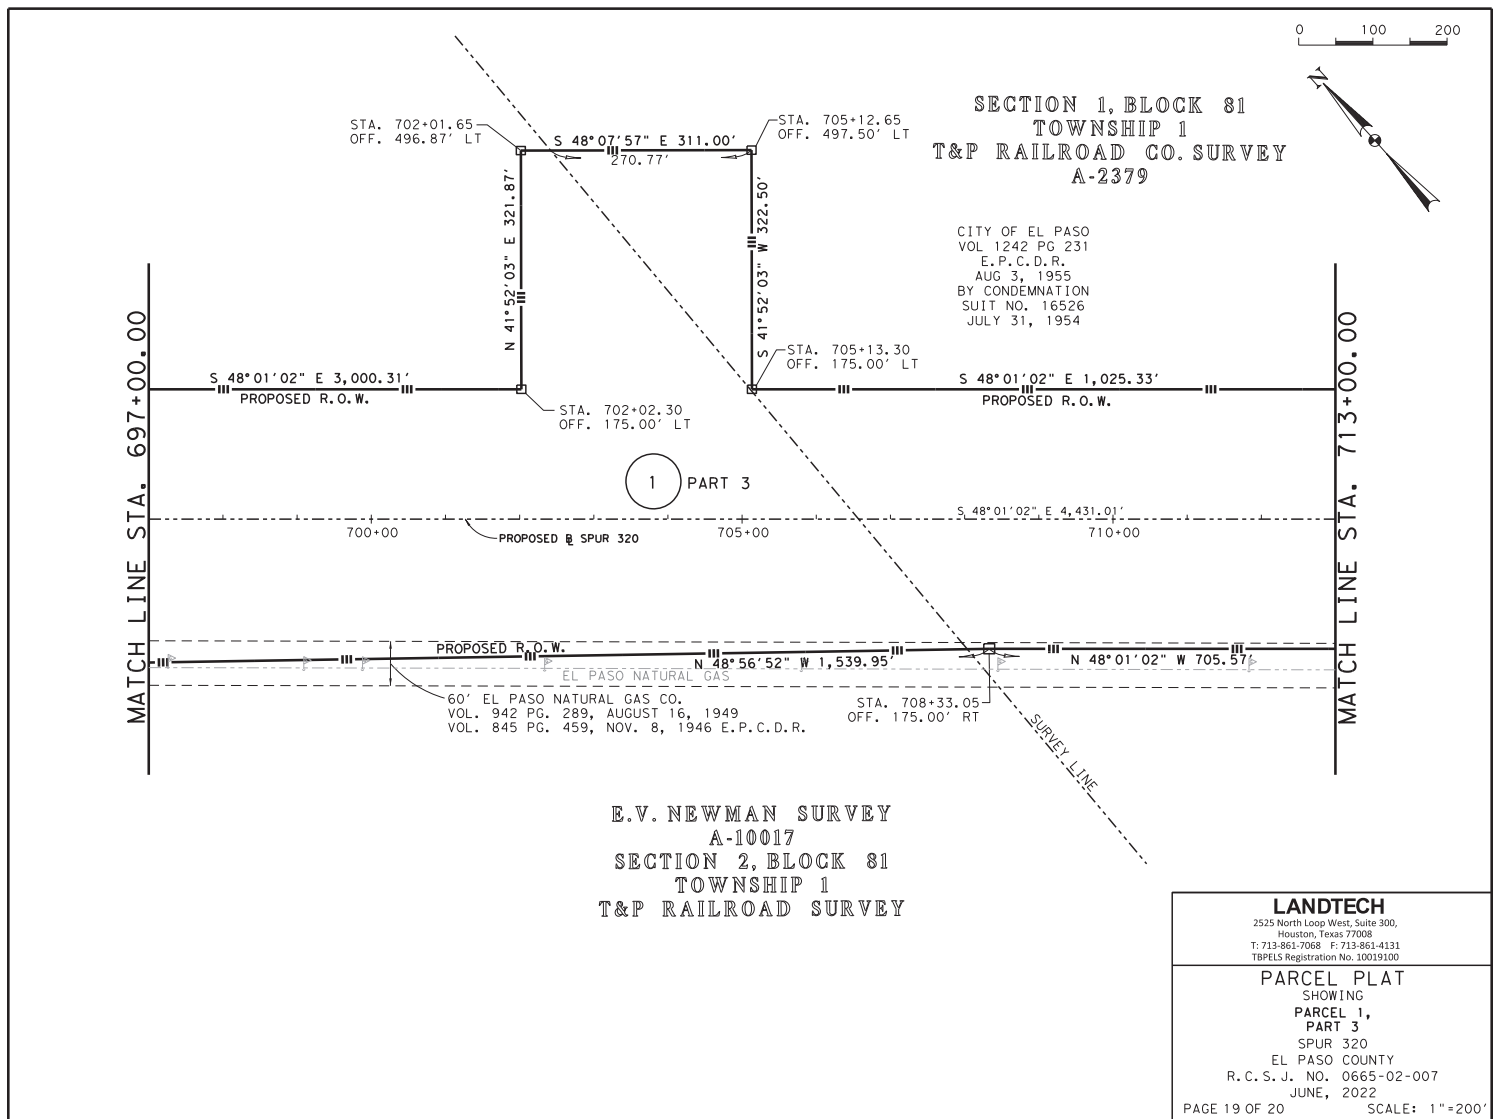 0 100 200
N
SECTION 1, BLOCK 81
TOWNSHIP 1
T&P RAILROAD CO. SURVEY
A-2379
STA. 702+01.65
OFF. 496.87' LT
S 48°07'57" E 311.00'
270.77'
STA. 705+12.65
OFF. 497.50' LT
N 41°52'03" E 321.87'
S 41°52'03" W 322.50'
CITY OF EL PASO
VOL 1242 PG 231
E.P.C.D.R.
AUG 3, 1955
BY CONDEMNATION
SUIT NO. 16526
JULY 31, 1954
MATCH LINE STA. 697+00.00
MATCH LINE STA. 713+00.00
STA. 705+13.30
OFF. 175.00' LT
S 48°01'02" E 3,000.31'
PROPOSED R.O.W.
S 48°01'02" E 1,025.33'
PROPOSED R.O.W.
STA. 702+02.30
OFF. 175.00' LT
1 PART 3
S 48°01'02" E 4,431.01'
700+00
705+00
710+00
PROPOSED BL SPUR 320
PROPOSED R.O.W.
N 48°56'52" W 1,539.95'
N 48°01'02" W 705.57'
EL PASO NATURAL GAS
60' EL PASO NATURAL GAS CO.
VOL. 942 PG. 289, AUGUST 16, 1949
VOL. 845 PG. 459, NOV. 8, 1946 E.P.C.D.R.
STA. 708+33.05
OFF. 175.00' RT
SURVEY LINE
E.V. NEWMAN SURVEY
A-10017
SECTION 2, BLOCK 81
TOWNSHIP 1
T&P RAILROAD SURVEY
LANDTECH
2525 North Loop West, Suite 300,
Houston, Texas 77008
T: 713-861-7068 F: 713-861-4131
TBPELS Registration No. 10019100
PARCEL PLAT
SHOWING
PARCEL 1,
PART 3
SPUR 320
EL PASO COUNTY
R.C.S.J. NO. 0665-02-007
JUNE, 2022
PAGE 19 OF 20 SCALE: 1"=200'